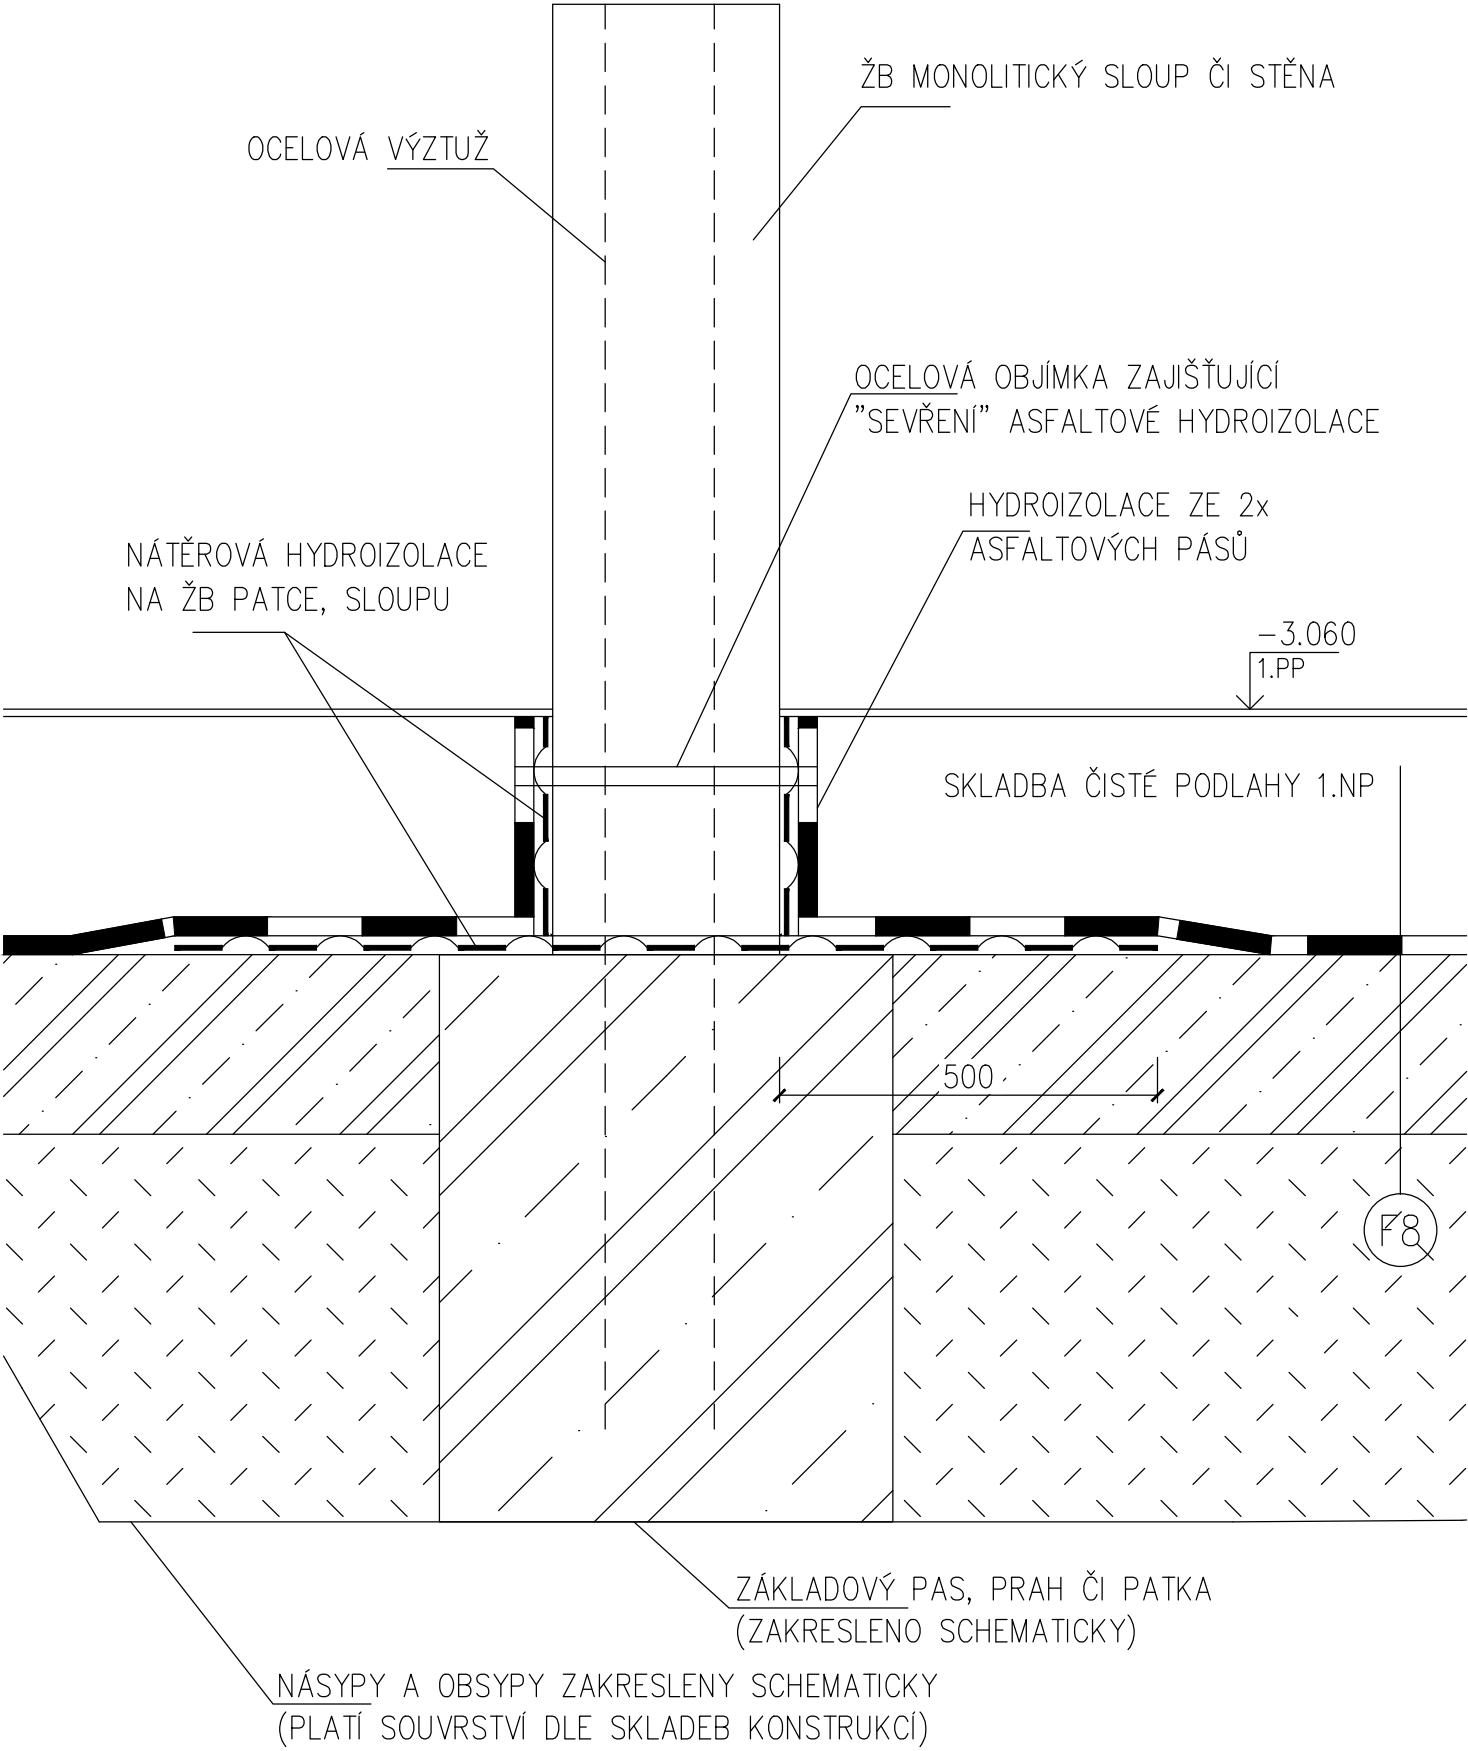 ŽB MONOLITICKÝ SLOUP ČI STĚNA
OCELOVÁ VÝZTUŽ
OCELOVÁ OBJÍMKA ZAJIŠŤUJÍCÍ
"SEVŘENÍ" ASFALTOVÉ HYDROIZOLACE
HYDROIZOLACE ZE 2x
ASFALTOVÝCH PÁSŮ
NÁTĚROVÁ HYDROIZOLACE
NA ŽB PATCE, SLOUPU
-3.060
1.PP
SKLADBA ČISTÉ PODLAHY 1.NP
500
F8
ZÁKLADOVÝ PAS, PRAH ČI PATKA
(ZAKRESLENO SCHEMATICKY)
NÁSYPY A OBSYPY ZAKRESLENY SCHEMATICKY
(PLATÍ SOUVRSTVÍ DLE SKLADEB KONSTRUKCÍ)